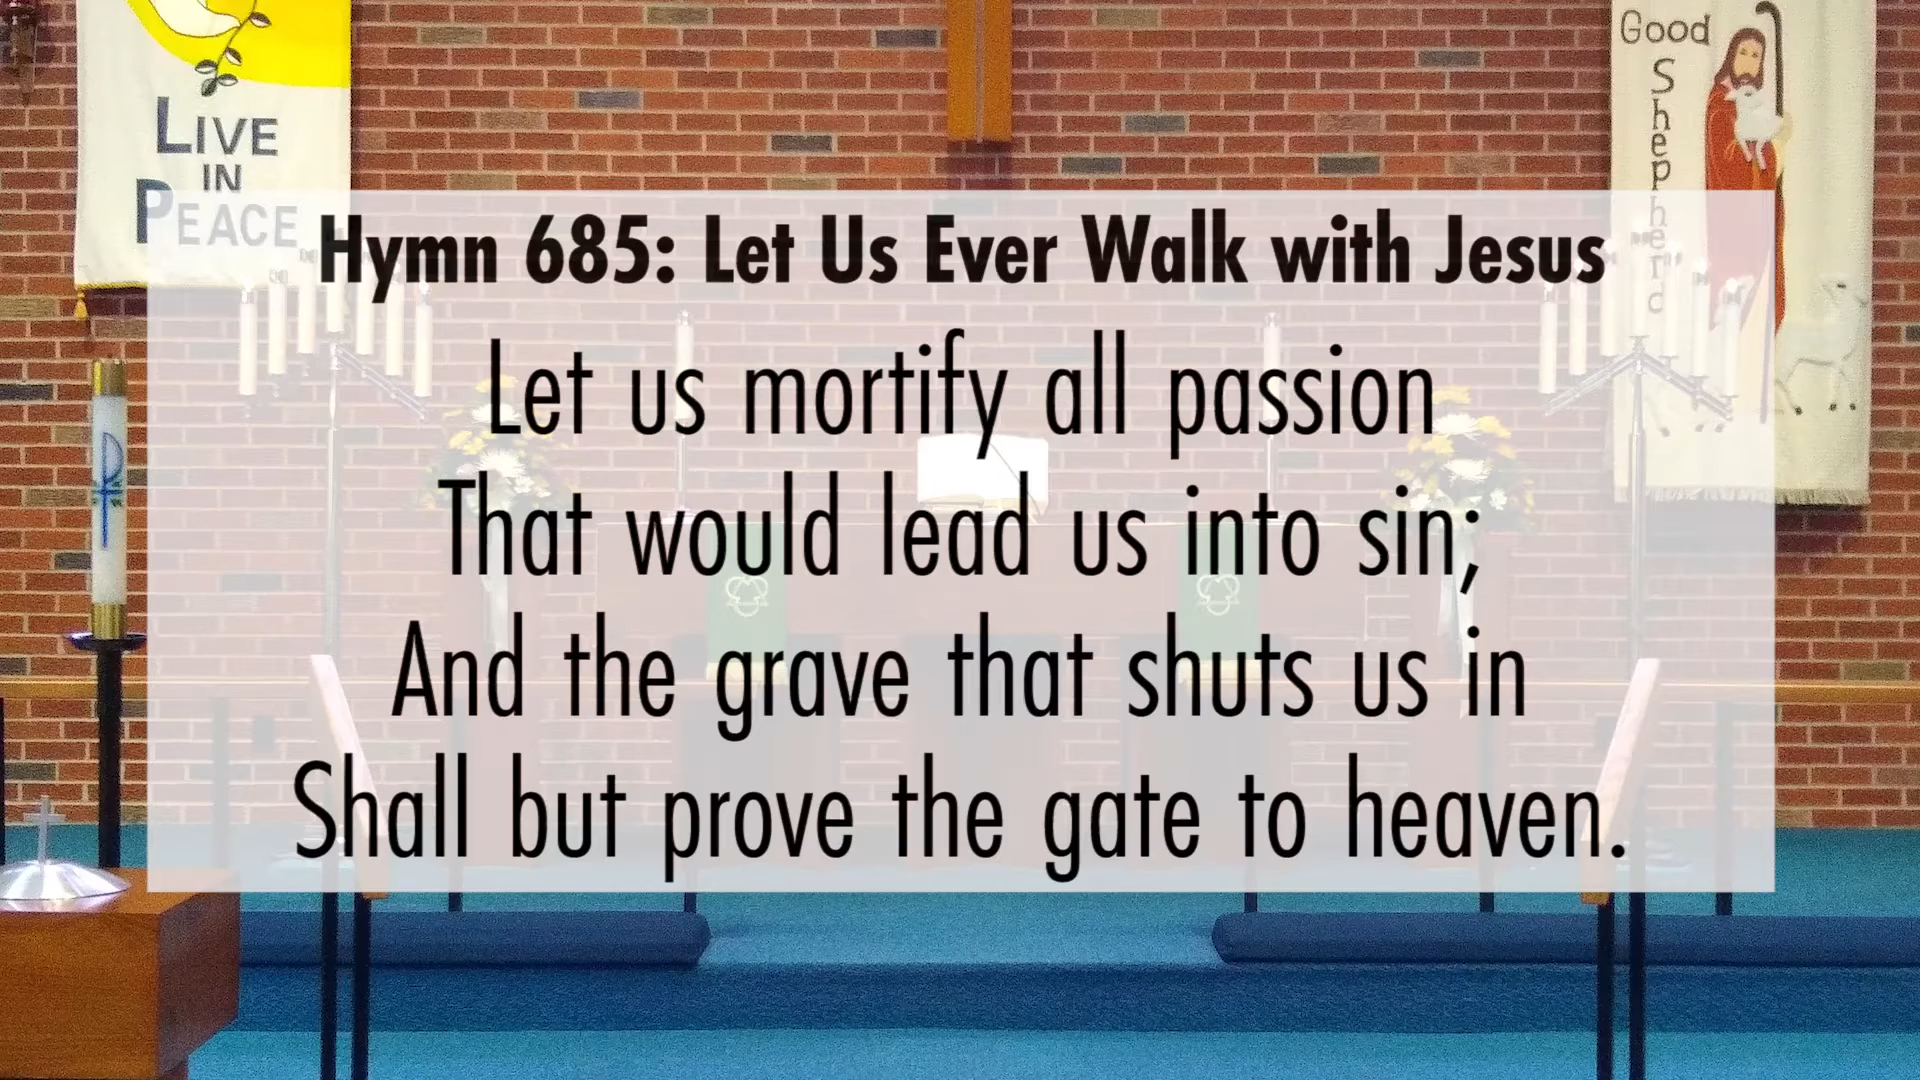 LIVE
IN
PEACE
Good
Shepherd
Hymn 685: Let Us Ever Walk with Jesus
Let us mortify all passion
That would lead us into sin;
And the grave that shuts us in
Shall but prove the gate to heaven.